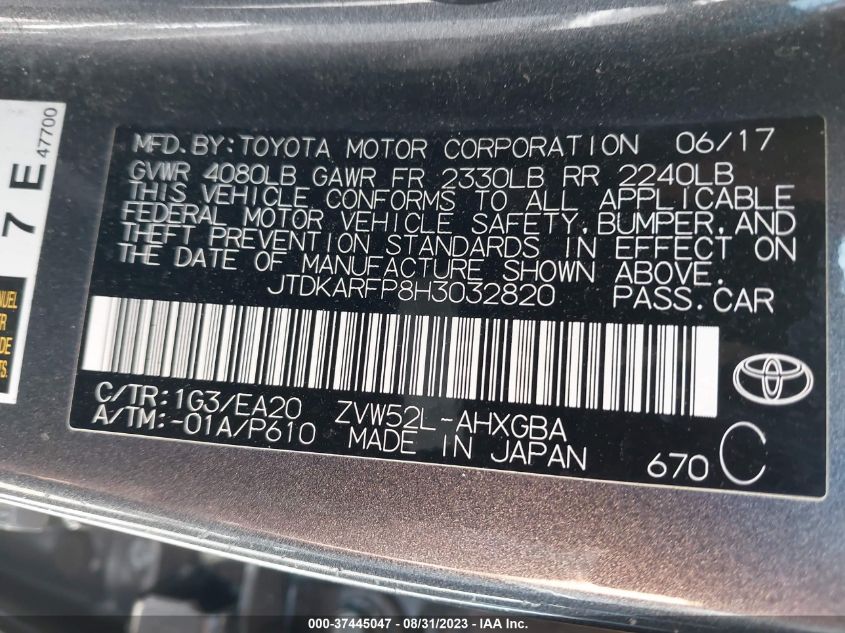 7 E 47700
NUEL
R
DE
TS.
MFD.BY:TOYOTA MOTOR CORPORATION 06/17
GVWR 4080LB GAWR FR 2330LB RR 2240LB
THIS VEHICLE CONFORMS TO ALL APPLICABLE
FEDERAL MOTOR VEHICLE SAFETY,BUMPER,AND
THEFT PREVENTION STANDARDS IN EFFECT ON
THE DATE OF MANUFACTURE SHOWN ABOVE.
JTDKARFP8H3032820 PASS.CAR
C/TR:1G3/EA20 ZVW52L-AHXGBA
A/TM:-01A/P610 MADE IN JAPAN
670 C
000-37445047 - 08/31/2023 - © IAA, Inc.